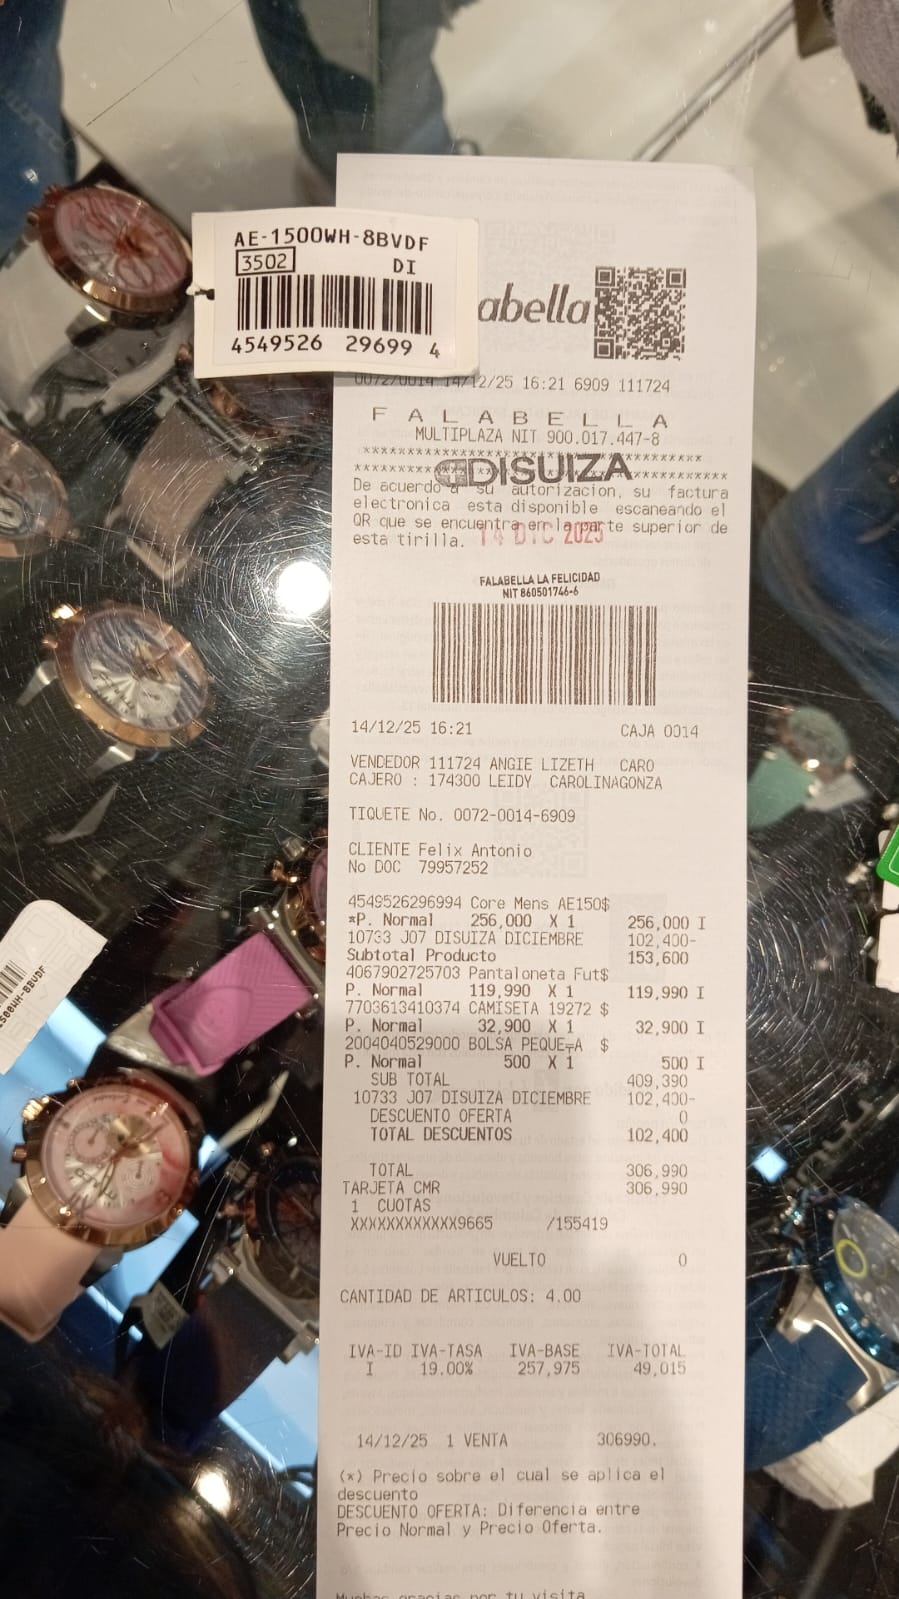 AE-1500WH-8BVDF
3502
DI
4549526 29699 4
abella
0072/0014 14/12/25 16:21 6909 111724
F A L A B E L L A
MULTIPLAZA NIT 900.017.447-8
****************************************
DISUIZA
****************************************
De acuerdo a su autorizacion, su factura
electronica esta disponible escaneando el
QR que se encuentra en la parte superior de
esta tirilla.
14 DIC 2025
FALABELLA LA FELICIDAD
NIT 860501746-6
14/12/25 16:21 CAJA 0014
VENDEDOR 111724 ANGIE LIZETH CARO
CAJERO : 174300 LEIDY CAROLINAGONZA
TIQUETE No. 0072-0014-6909
CLIENTE Felix Antonio
No DOC 79957252
4549526296994 Core Mens AE150$
*P. Normal 256,000 X 1 256,000 I
10733 J07 DISUIZA DICIEMBRE 102,400-
Subtotal Producto 153,600
4067902725703 Pantaloneta Fut$
P. Normal 119,990 X 1 119,990 I
7703613410374 CAMISETA 19272 $
P. Normal 32,900 X 1 32,900 I
2004040529000 BOLSA PEQUE╤A $
P. Normal 500 X 1 500 I
SUB TOTAL 409,390
10733 J07 DISUIZA DICIEMBRE 102,400-
DESCUENTO OFERTA 0
TOTAL DESCUENTOS 102,400
TOTAL 306,990
TARJETA CMR 306,990
1 CUOTAS
XXXXXXXXXXXX9665 /155419
VUELTO 0
CANTIDAD DE ARTICULOS: 4.00
IVA-ID IVA-TASA IVA-BASE IVA-TOTAL
I 19.00% 257,975 49,015
14/12/25 1 VENTA 306990.
(*) Precio sobre el cual se aplica el
descuento
DESCUENTO OFERTA: Diferencia entre
Precio Normal y Precio Oferta.
Muchas gracias por tu visita